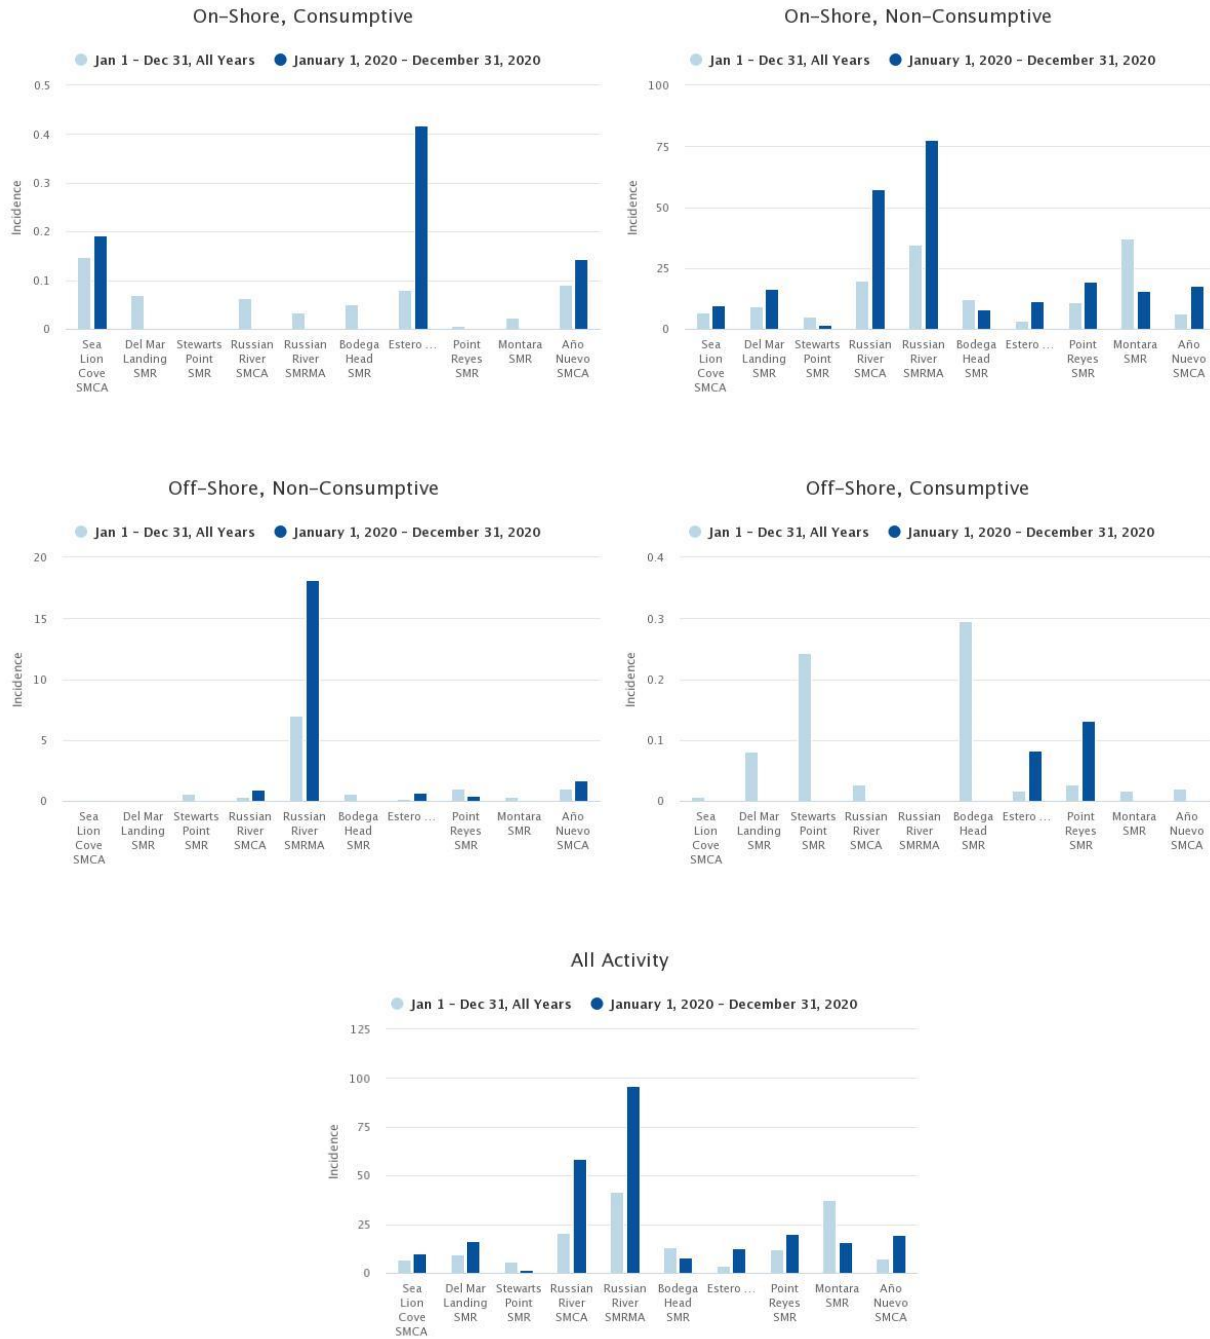 On-Shore, Consumptive
Jan 1 - Dec 31, All Years January 1, 2020 - December 31, 2020
Incidence
0.5
0.4
0.3
0.2
0.1
0
Sea Lion Cove SMCA
Del Mar Landing SMR
Stewarts Point SMR
Russian River SMCA
Russian River SMRMA
Bodega Head SMR
Estero ...
Point Reyes SMR
Montara SMR
Año Nuevo SMCA
On-Shore, Non-Consumptive
Jan 1 - Dec 31, All Years January 1, 2020 - December 31, 2020
Incidence
100
75
50
25
0
Sea Lion Cove SMCA
Del Mar Landing SMR
Stewarts Point SMR
Russian River SMCA
Russian River SMRMA
Bodega Head SMR
Estero ...
Point Reyes SMR
Montara SMR
Año Nuevo SMCA
Off-Shore, Non-Consumptive
Jan 1 - Dec 31, All Years January 1, 2020 - December 31, 2020
Incidence
20
15
10
5
0
Sea Lion Cove SMCA
Del Mar Landing SMR
Stewarts Point SMR
Russian River SMCA
Russian River SMRMA
Bodega Head SMR
Estero ...
Point Reyes SMR
Montara SMR
Año Nuevo SMCA
Off-Shore, Consumptive
Jan 1 - Dec 31, All Years January 1, 2020 - December 31, 2020
Incidence
0.4
0.3
0.2
0.1
0
Sea Lion Cove SMCA
Del Mar Landing SMR
Stewarts Point SMR
Russian River SMCA
Russian River SMRMA
Bodega Head SMR
Estero ...
Point Reyes SMR
Montara SMR
Año Nuevo SMCA
All Activity
Jan 1 - Dec 31, All Years January 1, 2020 - December 31, 2020
Incidence
125
100
75
50
25
0
Sea Lion Cove SMCA
Del Mar Landing SMR
Stewarts Point SMR
Russian River SMCA
Russian River SMRMA
Bodega Head SMR
Estero ...
Point Reyes SMR
Montara SMR
Año Nuevo SMCA